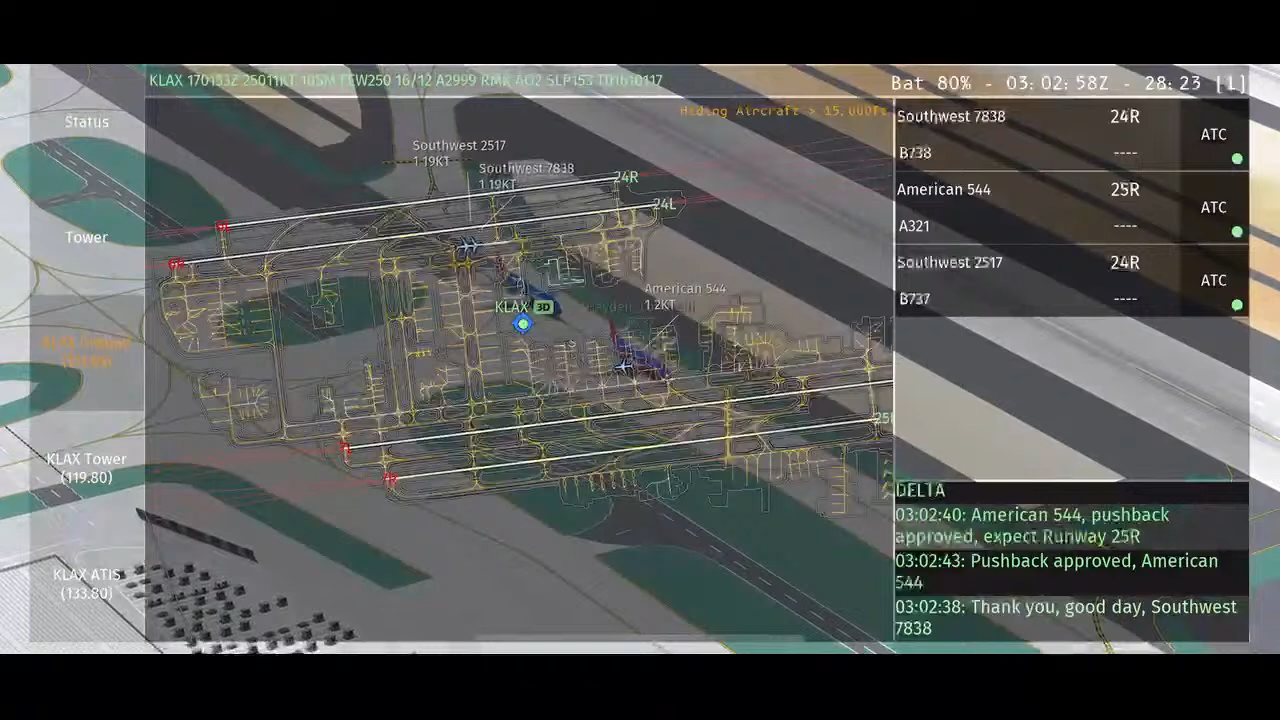 KLAX 170153Z 25011KT 10SM FEW250 16/12 A2999 RMK AO2 SLP153 T01610117
Bat 80% - 03:02:58Z - 28:23 [L]
Hiding Aircraft > 15,000ft
Status
Tower
KLAX Tower
(119.80)
KLAX ATIS
(133.80)
Southwest 2517
1 19KT
Southwest 7838
1 19KT
24R
24L
KLAX 3D
American 544
1.2KT
Southwest 7838
24R
ATC
B738
----
American 544
25R
ATC
A321
----
Southwest 2517
24R
ATC
B737
----
DELTA
03:02:40: American 544, pushback
approved, expect Runway 25R
03:02:43: Pushback approved, American
544
03:02:38: Thank you, good day, Southwest
7838